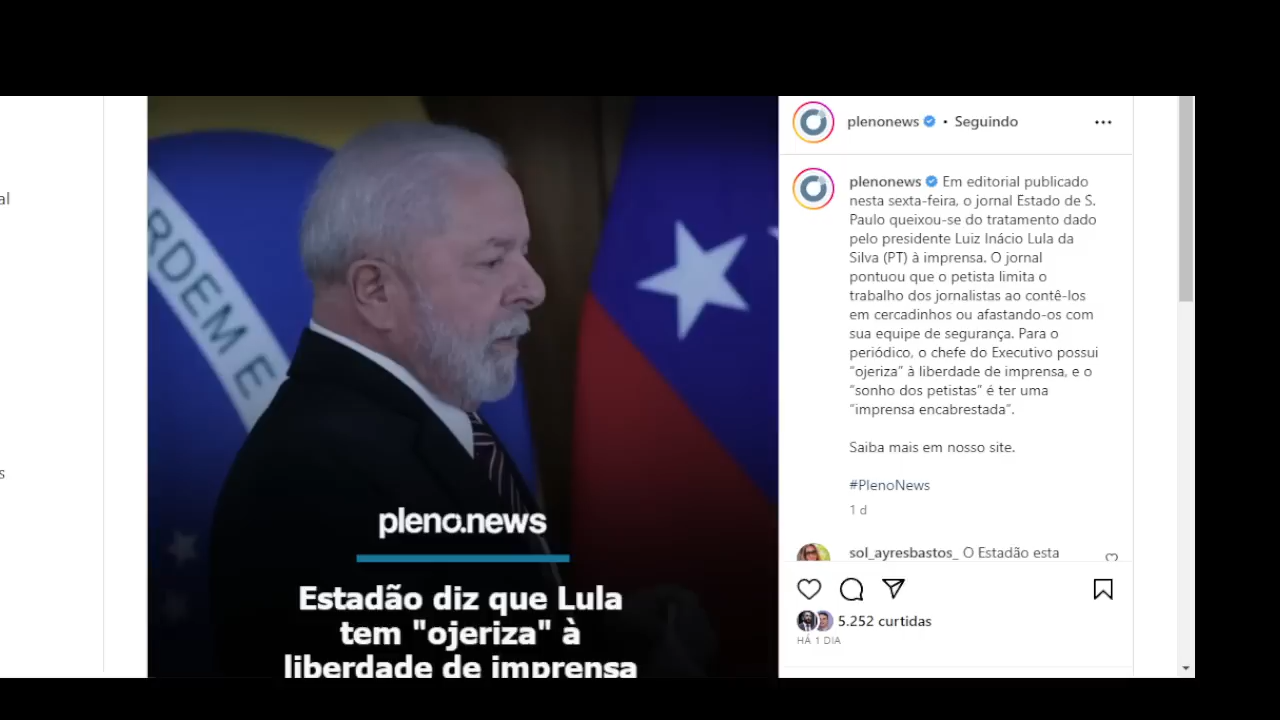 al
s
RDEM E
pleno.news
Estadão diz que Lula
tem "ojeriza" à
liberdade de imprensa
plenonews • Seguindo
plenonews Em editorial publicado
nesta sexta-feira, o jornal Estado de S.
Paulo queixou-se do tratamento dado
pelo presidente Luiz Inácio Lula da
Silva (PT) à imprensa. O jornal
pontuou que o petista limita o
trabalho dos jornalistas ao contê-los
em cercadinhos ou afastando-os com
sua equipe de segurança. Para o
periódico, o chefe do Executivo possui
“ojeriza” à liberdade de imprensa, e o
“sonho dos petistas” é ter uma
“imprensa encabrestada”.
Saiba mais em nosso site.
#PlenoNews
1 d
sol_ayresbastos_ O Estadão esta
5.252 curtidas
HÁ 1 DIA